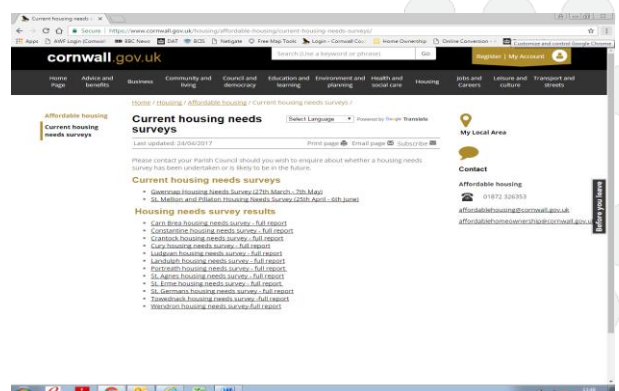 Current housing needs s
Secure https://www.cornwall.gov.uk/housing/affordable-housing/current-housing-needs-surveys/
Apps AWF Login (Cornwall BBC News DAT BOS Netgate Free Map Tools Login - Cornwall Cou Home Ownership Online Conversion -
Customise and control Google Chrome
cornwall.gov.uk
Search (Use a keyword or phrase) Go
Register | My Account
Home Page
Advice and benefits
Business
Community and living
Council and democracy
Education and learning
Environment and planning
Health and social care
Housing
Jobs and Careers
Leisure and culture
Transport and streets
Home / Housing / Affordable housing / Current housing needs surveys /
Affordable housing
Current housing
needs surveys
Current housing needs
surveys
Select Language Powered by Google Translate
Last updated: 24/04/2017 Print page Email page Subscribe
Please contact your Parish Council should you wish to enquire about whether a housing needs
survey has been undertaken or is likely to be in the future.
Current housing needs surveys
Gwennap Housing Needs Survey (27th March - 7th May)
St. Mellion and Pillaton Housing Needs Survey (25th April - 6th June)
Housing needs survey results
Carn Brea housing needs survey - full report
Constantine housing needs survey - full report
Crantock housing needs survey - full report
Cury housing needs survey - full report
Ludgvan housing needs survey - full report
Landulph housing needs survey - full report
Portreath housing needs survey - full report
St. Agnes housing needs survey - full report
St. Erme housing needs survey - full report
St. Germans housing needs survey - full report
Towednack housing needs survey -full report
Wendron housing needs survey-full report
My Local Area
Contact
Affordable housing
01872 326353
affordablehousing@cornwall.gov.uk
affordablehomeownership@cornwall.gov.uk
Before you leave